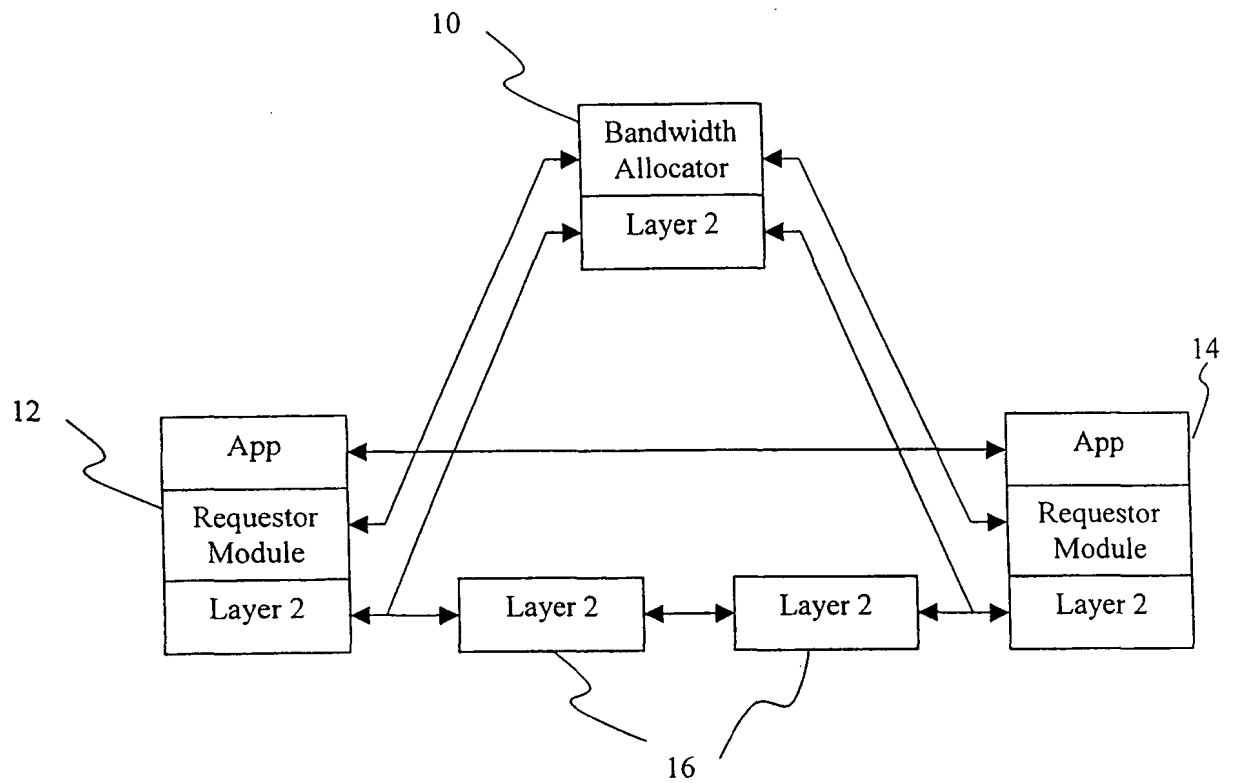 10
Bandwidth
Allocator
Layer 2
14
12
App
App
Requestor
Module
Requestor
Module
Layer 2
Layer 2
Layer 2
Layer 2
16